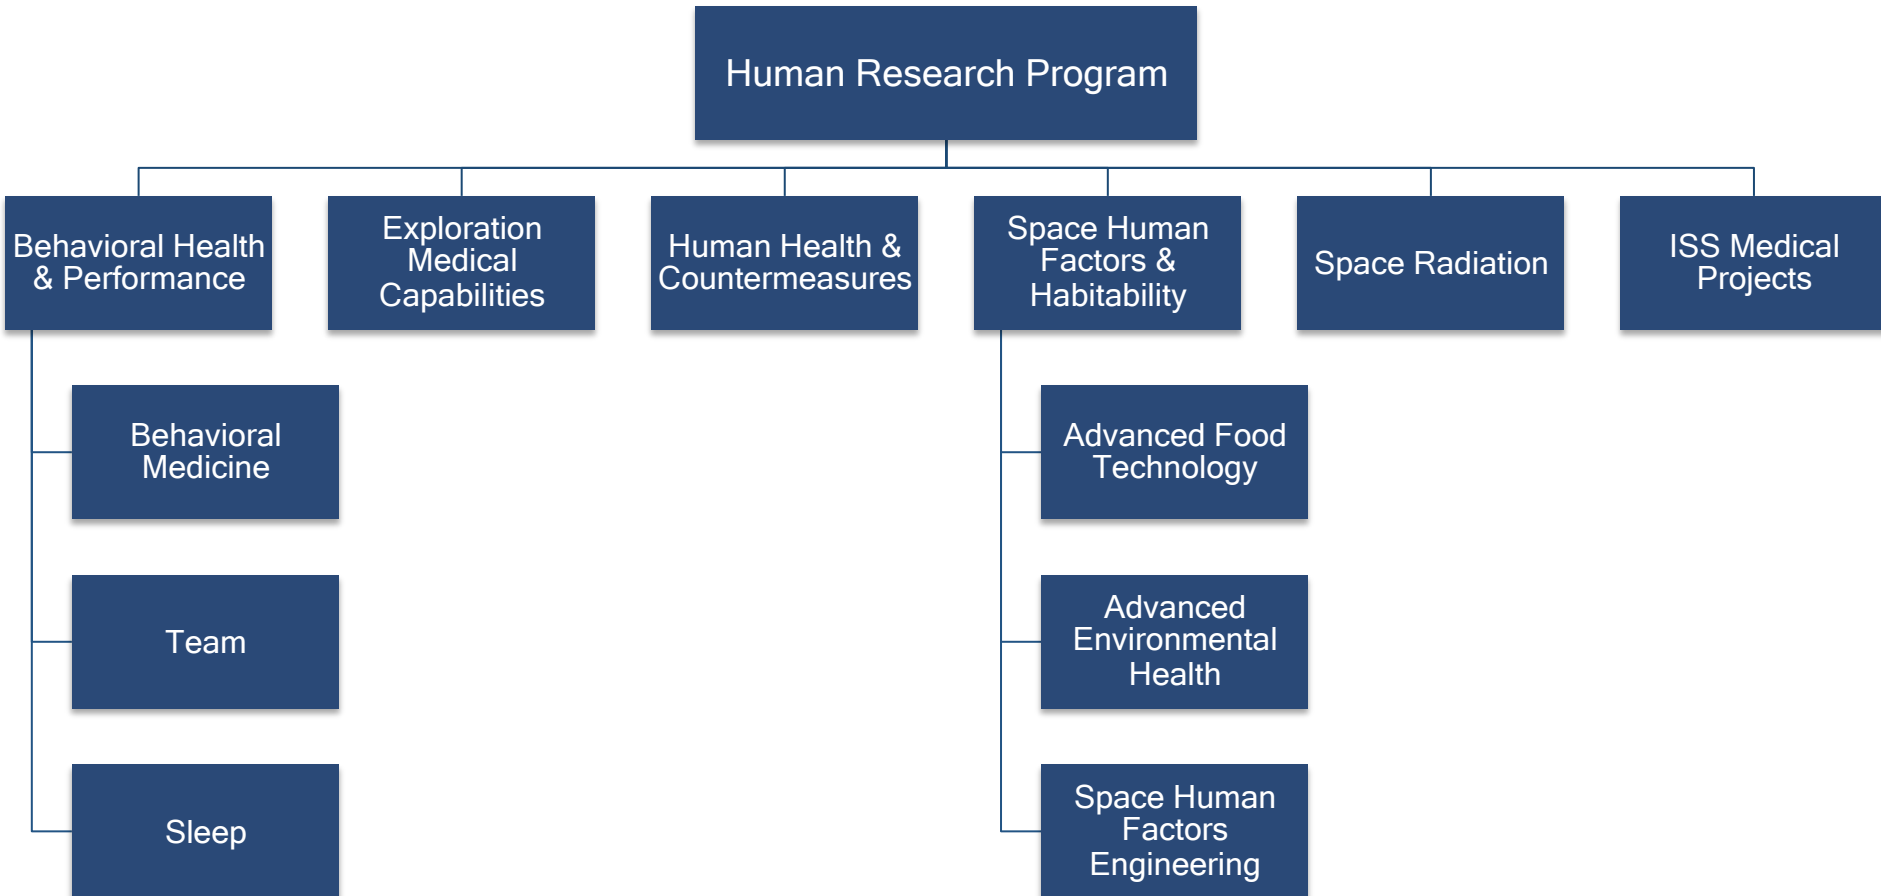 Human Research Program
Behavioral Health
& Performance
Exploration
Medical
Capabilities
Human Health &
Countermeasures
Space Human
Factors &
Habitability
Space Radiation
ISS Medical
Projects
Behavioral
Medicine
Team
Sleep
Advanced Food
Technology
Advanced
Environmental
Health
Space Human
Factors
Engineering